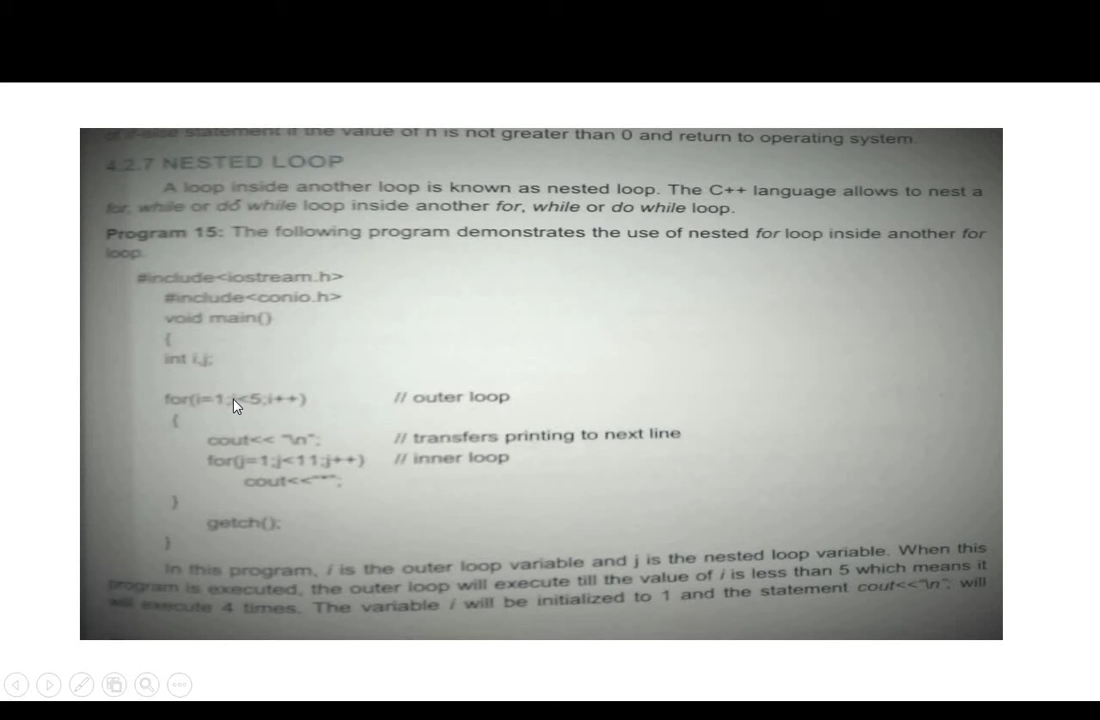 statement if the value of n is not greater than 0 and return to operating system.
4.2.7 NESTED LOOP
A loop inside another loop is known as nested loop. The C++ language allows to nest a
for, while or do while loop inside another for, while or do while loop.
Program 15: The following program demonstrates the use of nested for loop inside another for
loop.
#include<iostream.h>
#include<conio.h>
void main()
{
int i,j;
for(i=1;i<5;i++) // outer loop
{
cout<< "\n"; // transfers printing to next line
for(j=1;j<11;j++) // inner loop
cout<<"*";
}
getch();
}
In this program, i is the outer loop variable and j is the nested loop variable. When this
program is executed, the outer loop will execute till the value of i is less than 5 which means it
will execute 4 times. The variable i will be initialized to 1 and the statement cout<<"\n"; will